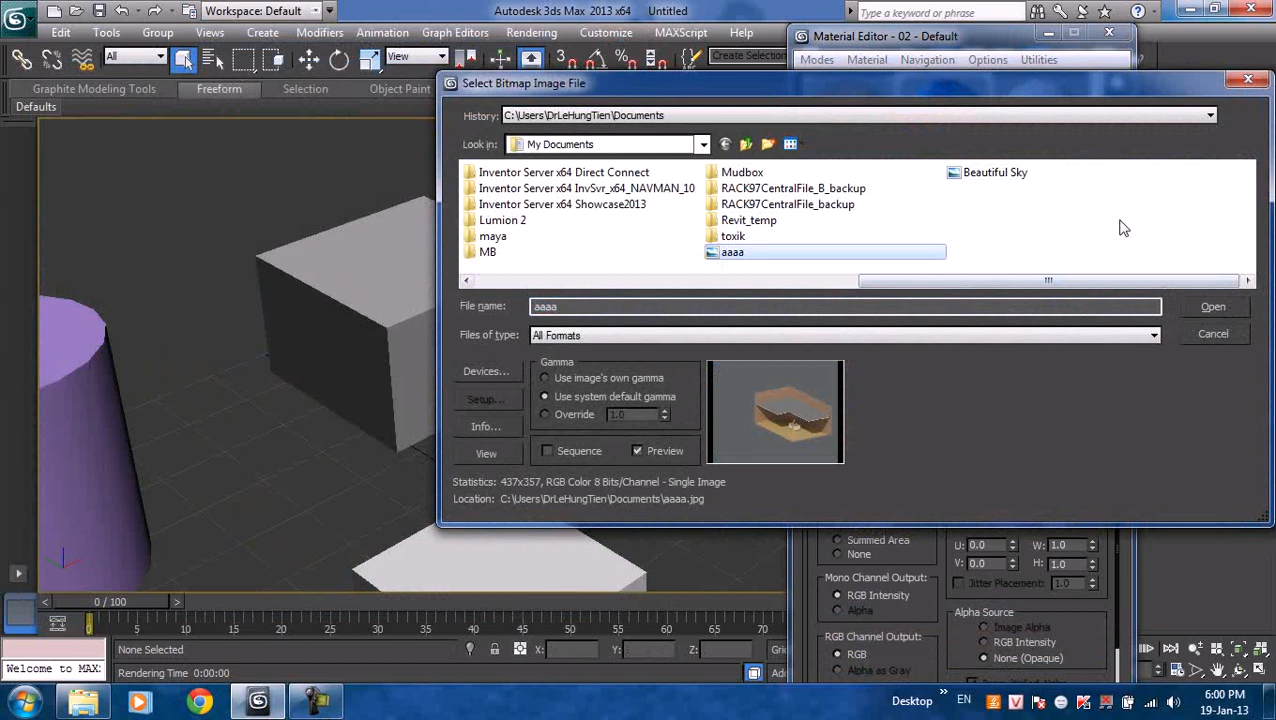 Workspace: Default
Autodesk 3ds Max 2013 x64
Untitled
Type a keyword or phrase
Edit
Tools
Group
Views
Create
Modifiers
Animation
Graph Editors
Rendering
Customize
MAXScript
Help
Material Editor - 02 - Default
Modes
Material
Navigation
Options
Utilities
All
View
3
Create Selection
Graphite Modeling Tools
Freeform
Selection
Object Paint
Defaults
Select Bitmap Image File
History:
C:\Users\DrLeHungTien\Documents
Look in:
My Documents
Inventor Server x64 Direct Connect
Inventor Server x64 InvSvr_x64_NAVMAN_10
Inventor Server x64 Showcase2013
Lumion 2
maya
MB
Mudbox
RACK97CentralFile_B_backup
RACK97CentralFile_backup
Revit_temp
toxik
aaaa
Beautiful Sky
File name:
aaaa
Open
Files of type:
All Formats
Cancel
Devices...
Setup...
Info...
View
Gamma
Use image's own gamma
Use system default gamma
Override
1.0
Sequence
Preview
Statistics: 437x357, RGB Color 8 Bits/Channel - Single Image
Location: C:\Users\DrLeHungTien\Documents\aaaa.jpg
Summed Area
None
Mono Channel Output:
RGB Intensity
Alpha
RGB Channel Output:
RGB
Alpha as Gray
U: 0.0
W: 1.0
V: 0.0
H: 1.0
Jitter Placement: 1.0
Alpha Source
Image Alpha
RGB Intensity
None (Opaque)
0 / 100
0
5
10
15
20
25
30
35
40
45
50
55
60
65
70
None Selected
X:
Y:
Z:
Welcome to MAX:
Rendering Time 0:00:00
Desktop
EN
6:00 PM
19-Jan-13